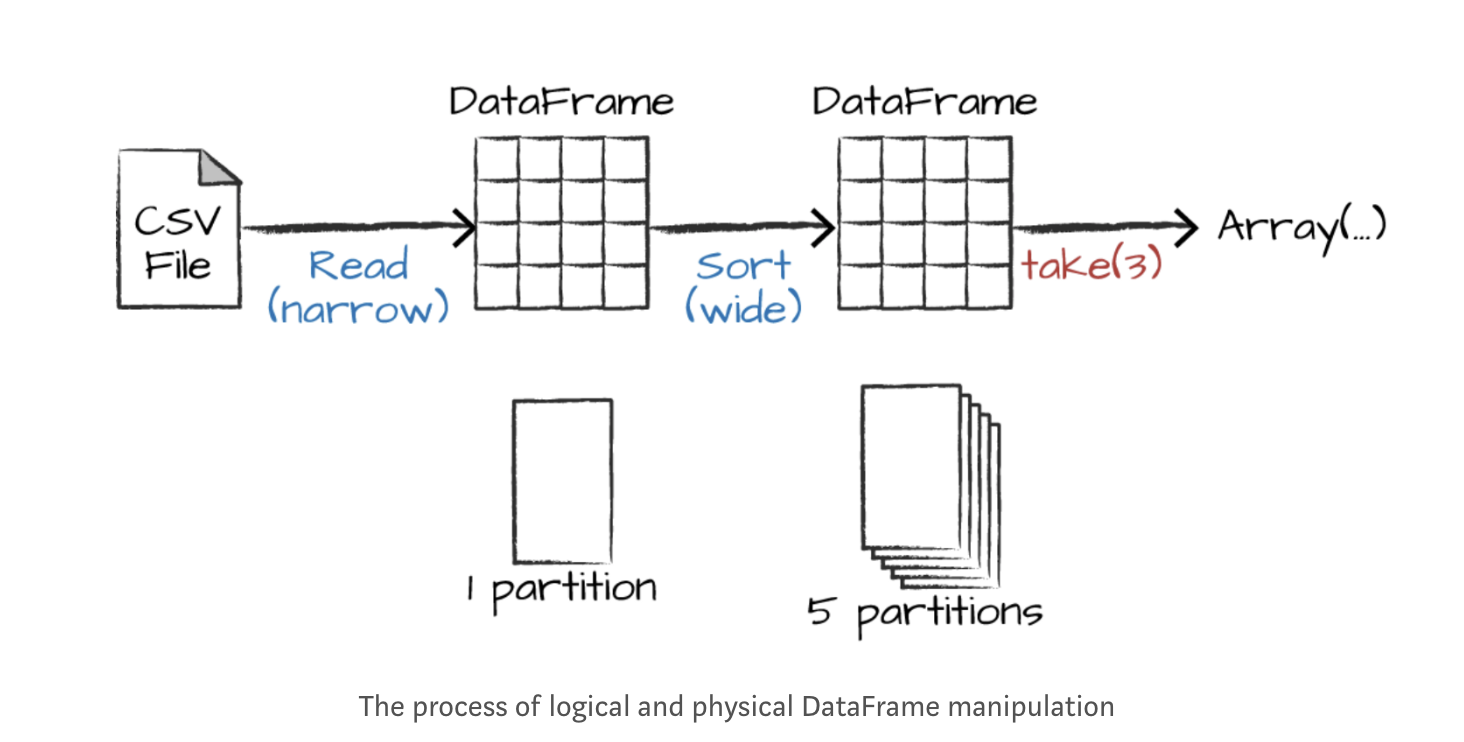 DataFrame
DataFrame
CSV
File
Read
(narrow)
Sort
(wide)
take(3)
Array(...)
1 partition
5 partitions
The process of logical and physical DataFrame manipulation